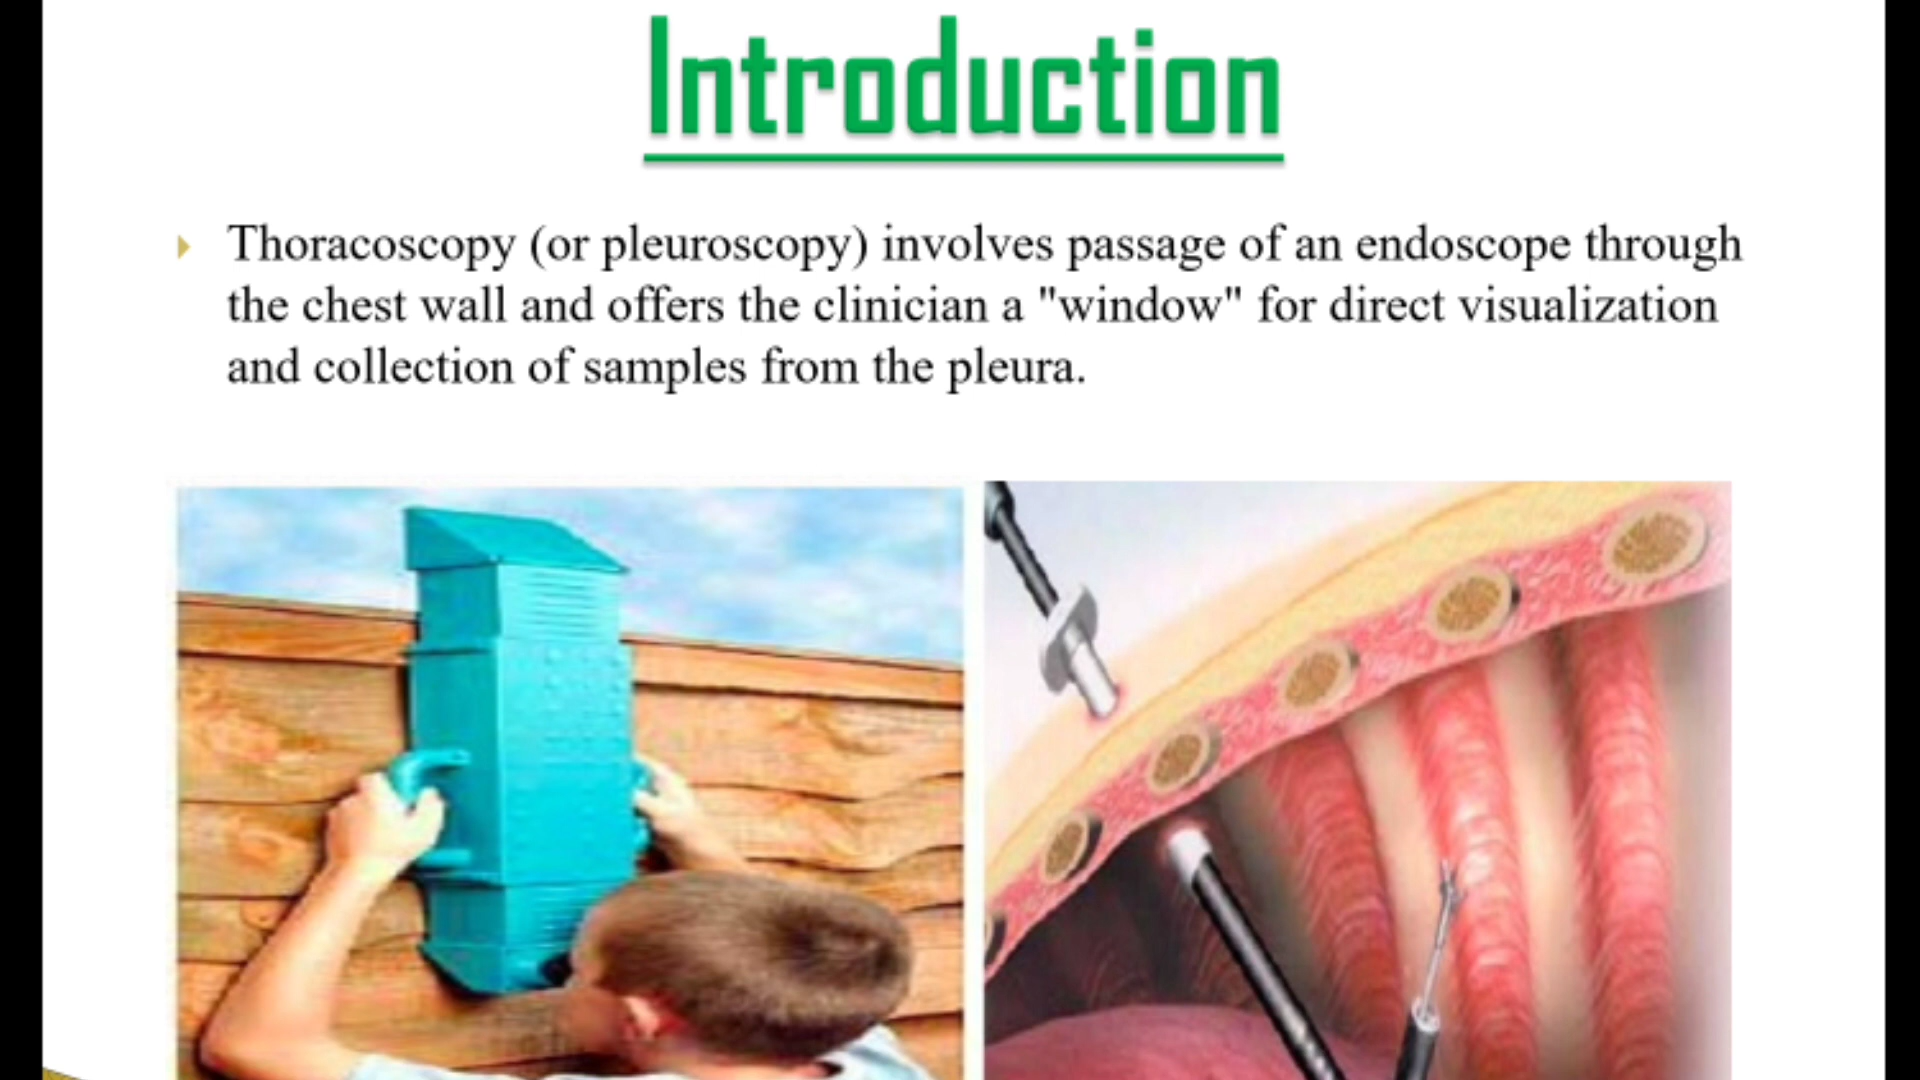 Introduction
Thoracoscopy (or pleuroscopy) involves passage of an endoscope through
the chest wall and offers the clinician a "window" for direct visualization
and collection of samples from the pleura.